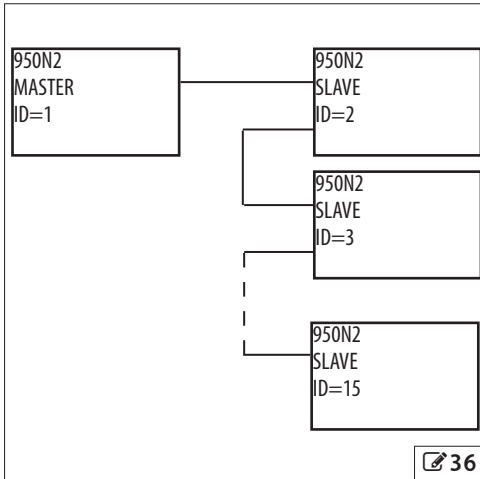 950N2
MASTER
ID=1
950N2
SLAVE
ID=2
950N2
SLAVE
ID=3
950N2
SLAVE
ID=15
36